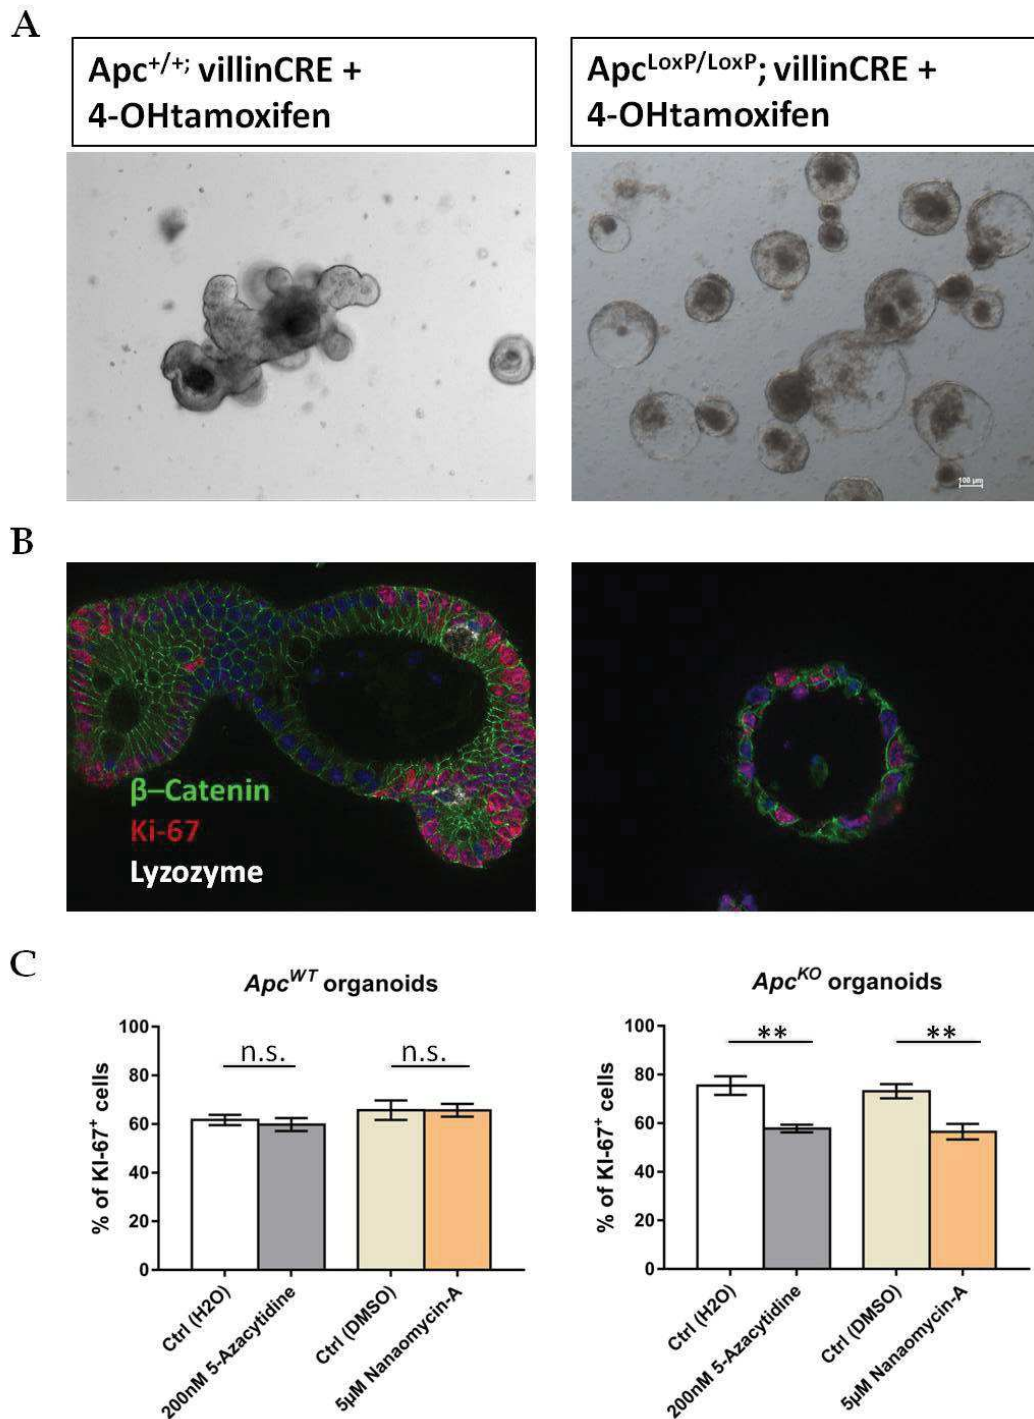 A
Apc+/+; villinCRE +
4-OHtamoxifen
ApcLoxP/LoxP; villinCRE +
4-OHtamoxifen
100 µm
B
β–Catenin
Ki-67
Lyzozyme
C
ApcWT organoids
% of KI-67+ cells
100
80
60
40
20
0
n.s.
n.s.
Ctrl (H2O)
200nM 5-Azacytidine
Ctrl (DMSO)
5µM Nanaomycin-A
ApcKO organoids
% of KI-67+ cells
100
80
60
40
20
0
**
**
Ctrl (H2O)
200nM 5-Azacytidine
Ctrl (DMSO)
5µM Nanaomycin-A